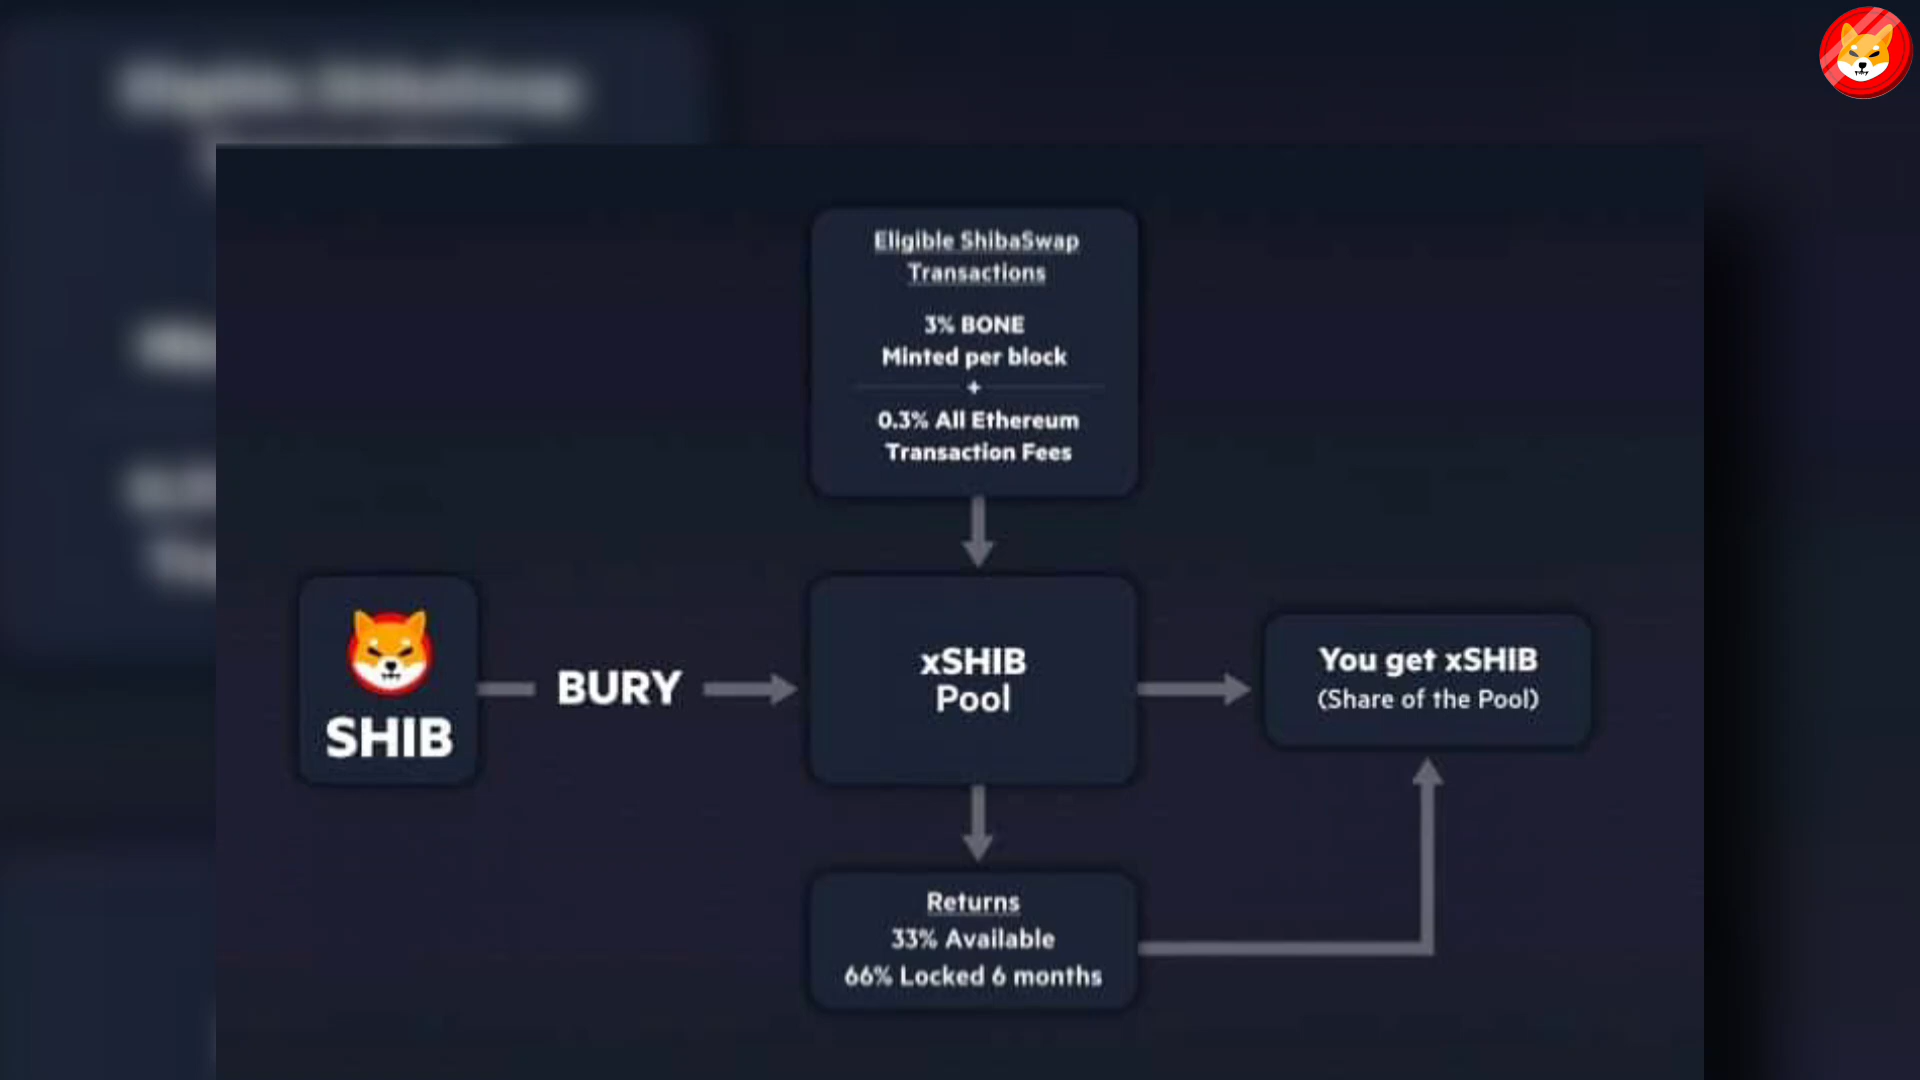 Eligible ShibaSwap
Transactions
3% BONE
Minted per block
+
0.3% All Ethereum
Transaction Fees
SHIB
BURY
xSHIB
Pool
You get xSHIB
(Share of the Pool)
Returns
33% Available
66% Locked 6 months